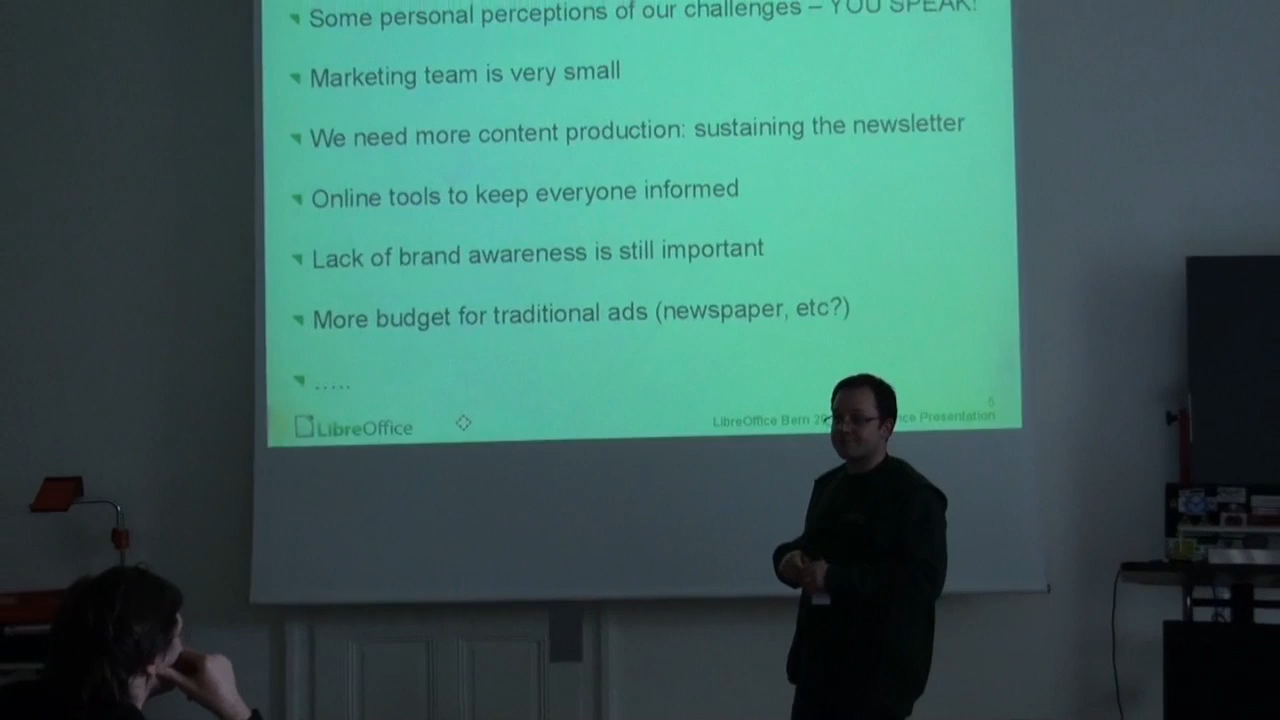 Some personal perceptions of our challenges – YOU SPEAK!
Marketing team is very small
We need more content production: sustaining the newsletter
Online tools to keep everyone informed
Lack of brand awareness is still important
More budget for traditional ads (newspaper, etc?)
.....
LibreOffice
LibreOffice Bern Presentation